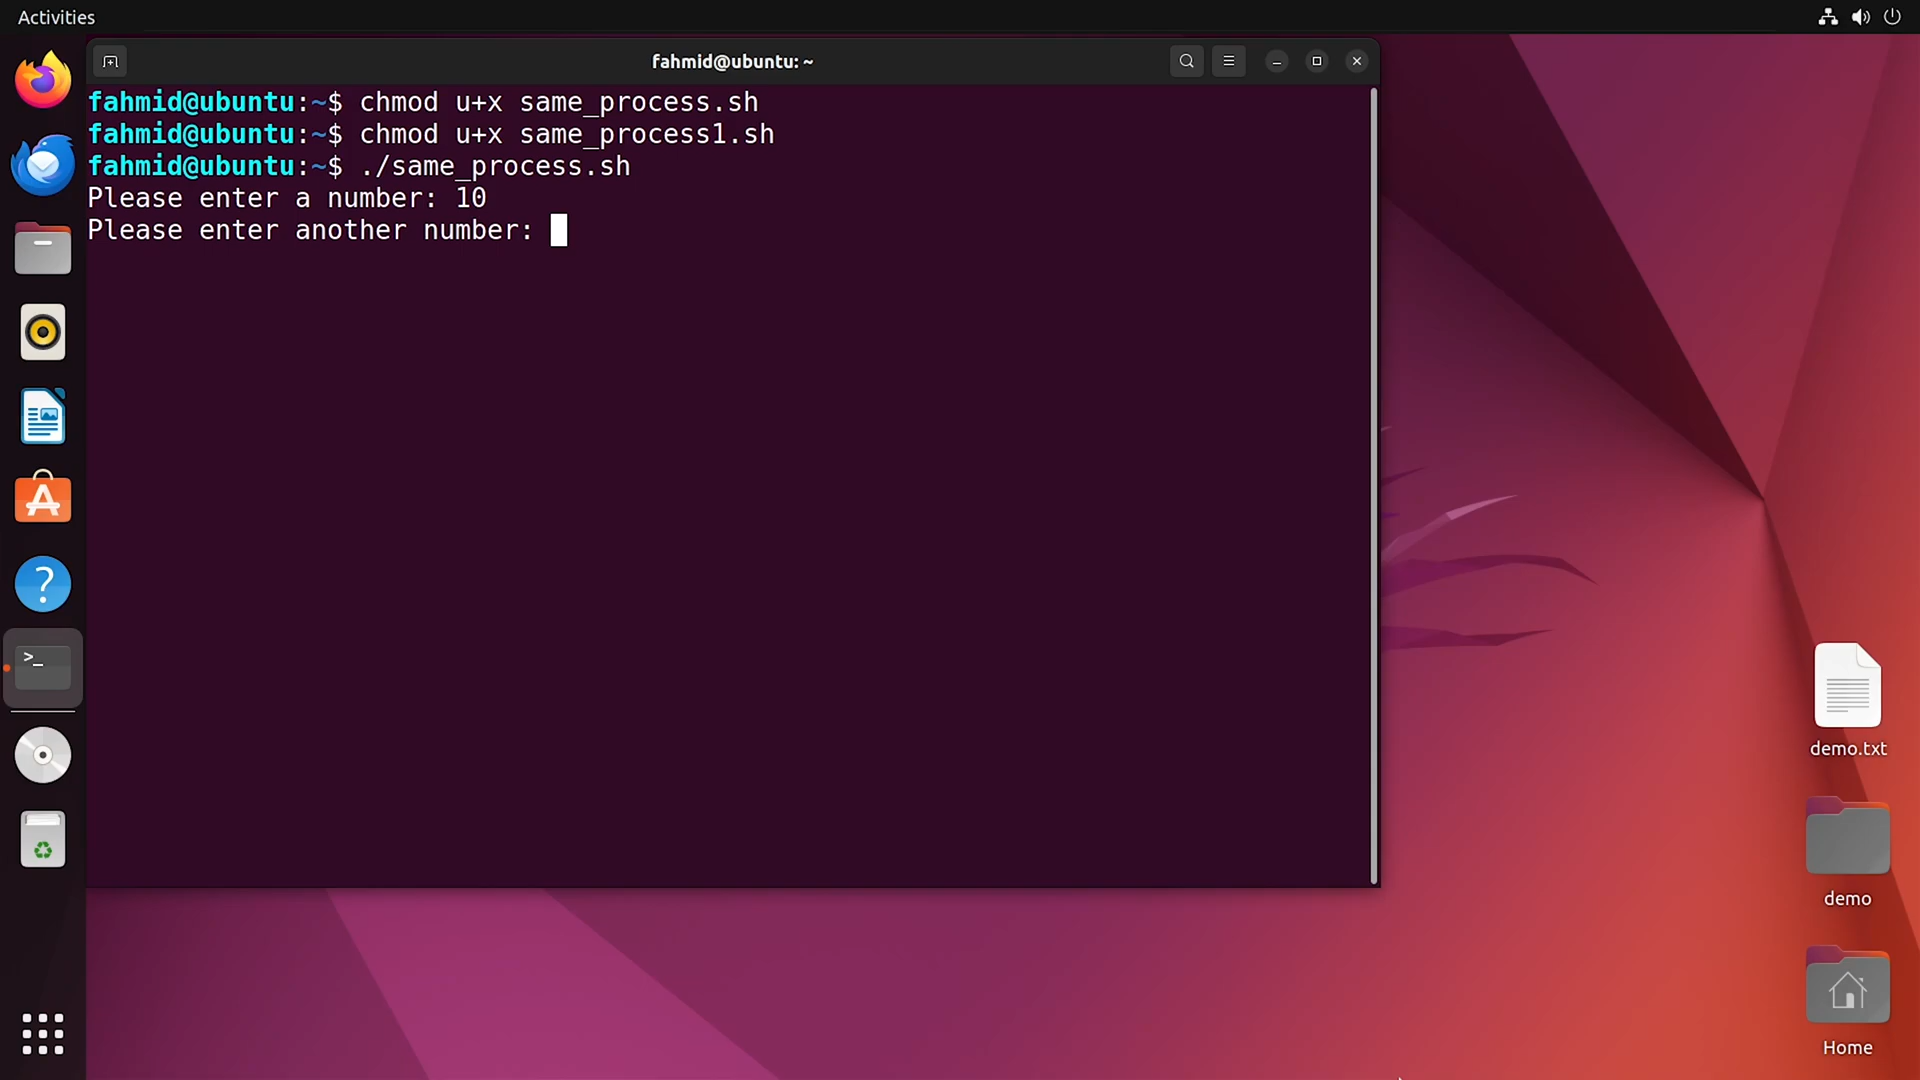 Activities
fahmid@ubuntu: ~
fahmid@ubuntu:~$ chmod u+x same_process.sh
fahmid@ubuntu:~$ chmod u+x same_process1.sh
fahmid@ubuntu:~$ ./same_process.sh
Please enter a number: 10
Please enter another number:
demo.txt
demo
Home